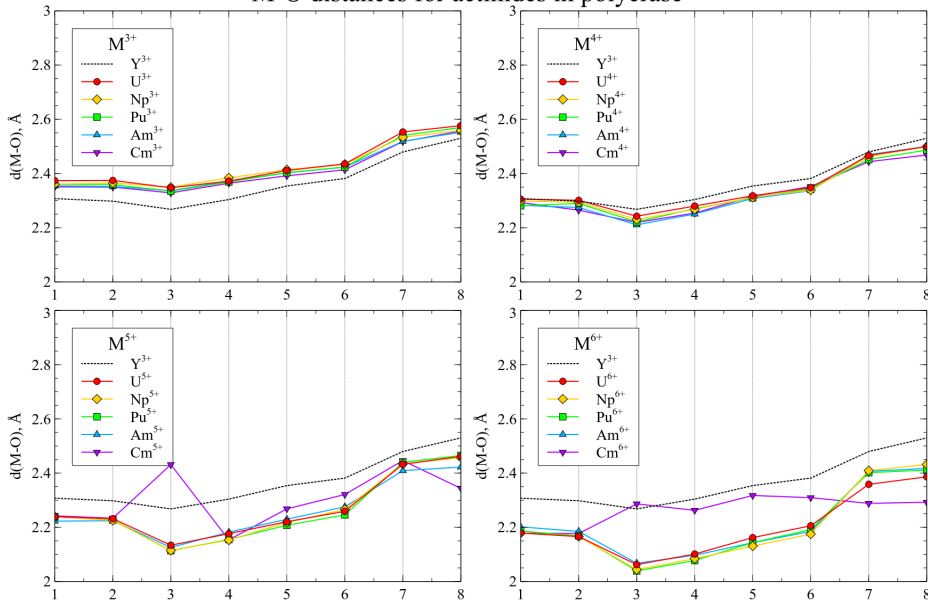 M-O distances for actinides in polycrase
3
2.8
2.6
2.4
2.2
2
d(M-O), Å
M3+
Y3+
U3+
Np3+
Pu3+
Am3+
Cm3+
1 2 3 4 5 6 7 8
3
2.8
2.6
2.4
2.2
2
d(M-O), Å
M4+
Y3+
U4+
Np4+
Pu4+
Am4+
Cm4+
1 2 3 4 5 6 7 8
3
2.8
2.6
2.4
2.2
2
d(M-O), Å
M5+
Y3+
U5+
Np5+
Pu5+
Am5+
Cm5+
1 2 3 4 5 6 7 8
3
2.8
2.6
2.4
2.2
2
d(M-O), Å
M6+
Y3+
U6+
Np6+
Pu6+
Am6+
Cm6+
1 2 3 4 5 6 7 8